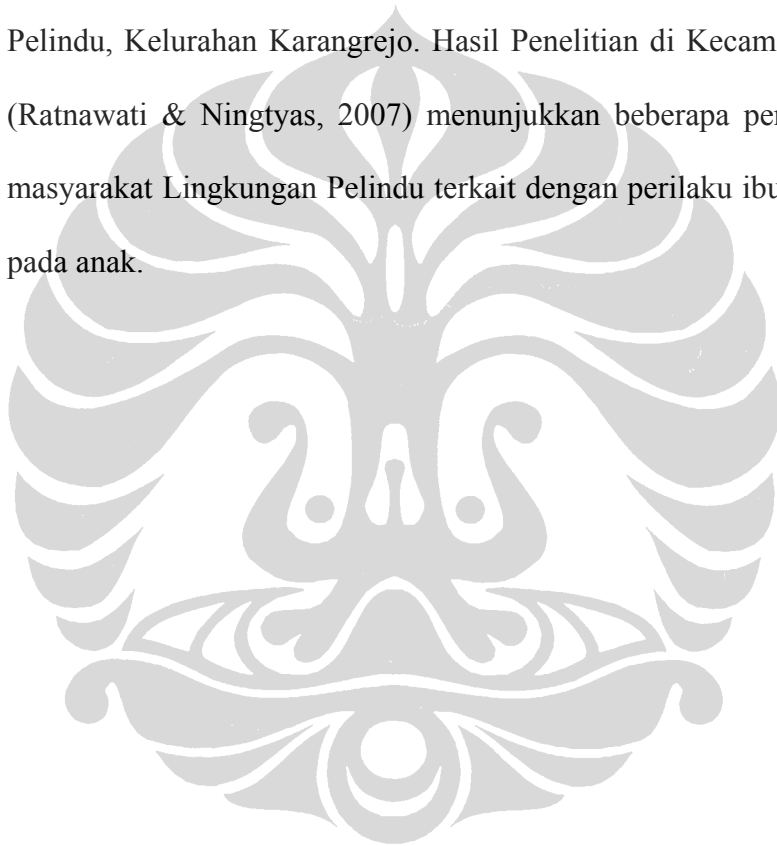 Pelindu, Kelurahan Karangrejo. Hasil Penelitian di Kecam
(Ratnawati & Ningtyas, 2007) menunjukkan beberapa per
masyarakat Lingkungan Pelindu terkait dengan perilaku ibu
pada anak.